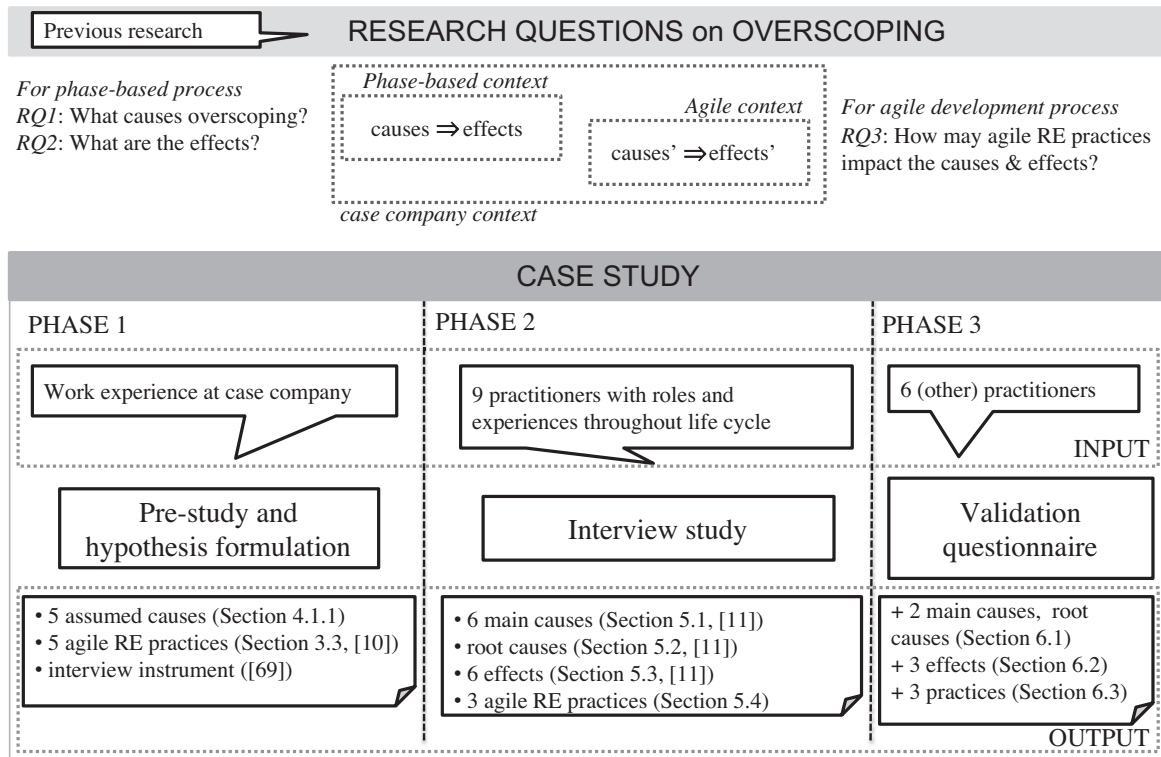 Previous research
RESEARCH QUESTIONS on OVERSCOPING
For phase-based process
RQ1: What causes overscoping?
RQ2: What are the effects?
Phase-based context
causes ⇒ effects
Agile context
causes’ ⇒ effects’
case company context
For agile development process
RQ3: How may agile RE practices
impact the causes & effects?
CASE STUDY
PHASE 1
PHASE 2
PHASE 3
Work experience at case company
9 practitioners with roles and
experiences throughout life cycle
6 (other) practitioners
INPUT
Pre-study and
hypothesis formulation
Interview study
Validation
questionnaire
• 5 assumed causes (Section 4.1.1)
• 5 agile RE practices (Section 3.3, [10])
• interview instrument ([69])
• 6 main causes (Section 5.1, [11])
• root causes (Section 5.2, [11])
• 6 effects (Section 5.3, [11])
• 3 agile RE practices (Section 5.4)
+ 2 main causes, root
causes (Section 6.1)
+ 3 effects (Section 6.2)
+ 3 practices (Section 6.3)
OUTPUT